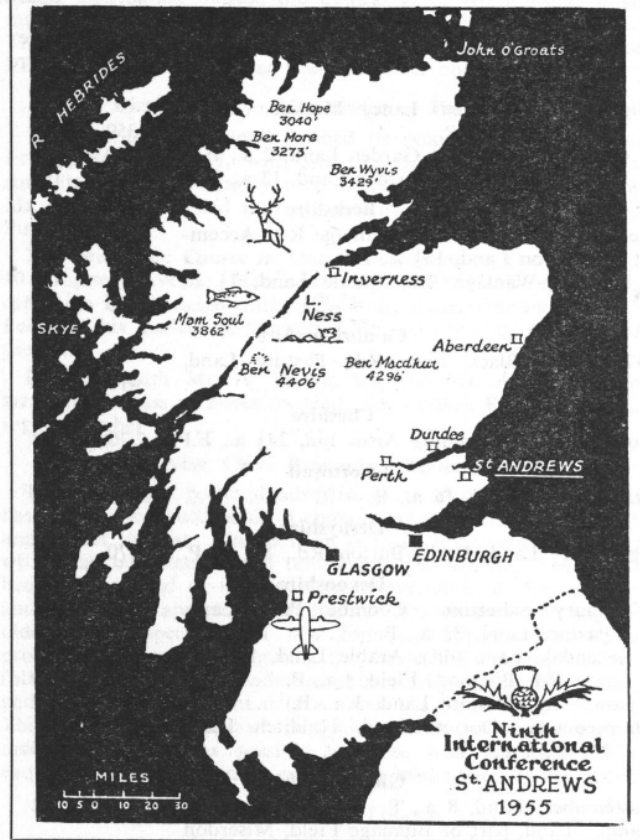 John O'Groats
R HEBRIDES
Ben Hope
3040'
Ben More
3273'
Ben Wyvis
3429'
Inverness
L.
Ness
Mam Soul
3862'
SKYE
Aberdeen
Ben Nevis
4406'
Ben Macdhui
4296'
Dundee
Perth
St ANDREWS
EDINBURGH
GLASGOW
Prestwick
Ninth
International
Conference
St. ANDREWS
1955
MILES
10 5 0 10 20 30